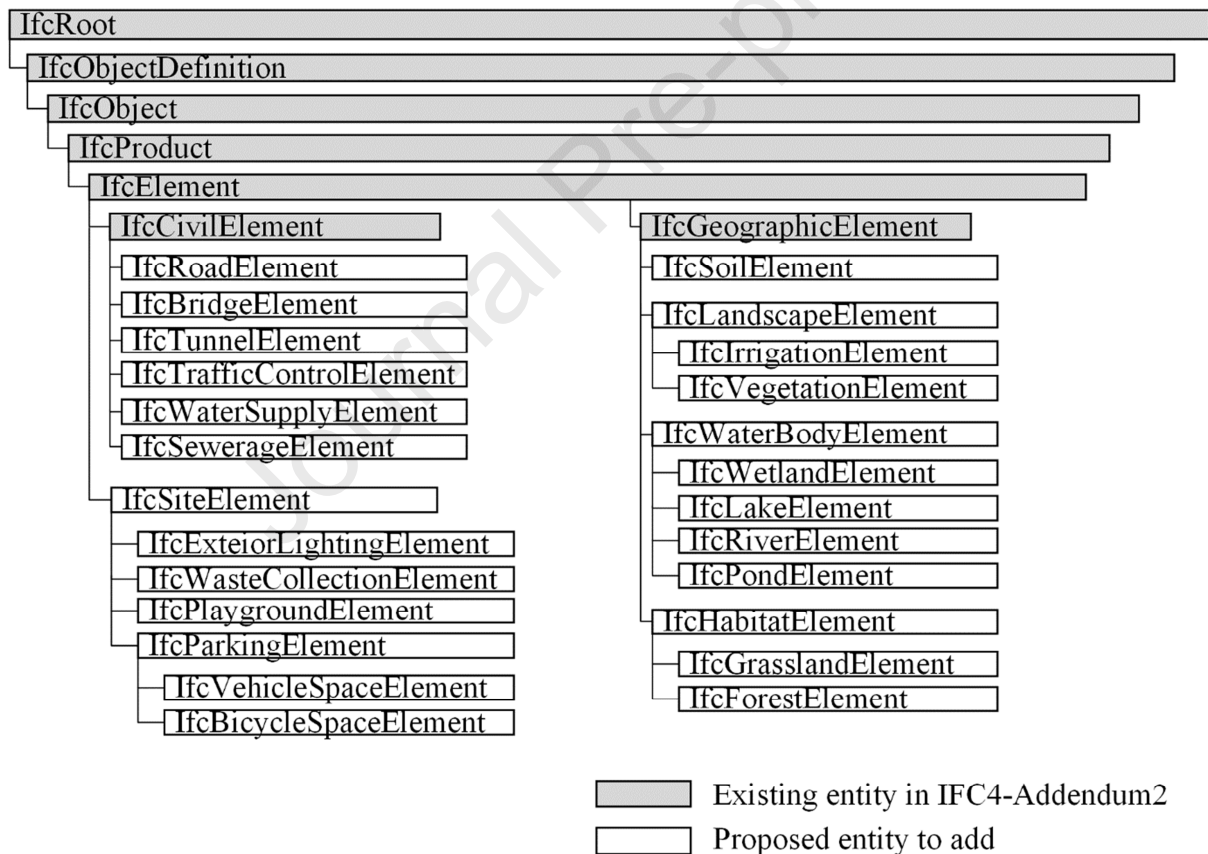 IfcRoot
IfcObjectDefinition
IfcObject
IfcProduct
IfcElement
IfcCivilElement
IfcRoadElement
IfcBridgeElement
IfcTunnelElement
IfcTrafficControlElement
IfcWaterSupplyElement
IfcSewerageElement
IfcSiteElement
IfcExteiorLightingElement
IfcWasteCollectionElement
IfcPlaygroundElement
IfcParkingElement
IfcVehicleSpaceElement
IfcBicycleSpaceElement
IfcGeographicElement
IfcSoilElement
IfcLandscapeElement
IfcIrrigationElement
IfcVegetationElement
IfcWaterBodyElement
IfcWetlandElement
IfcLakeElement
IfcRiverElement
IfcPondElement
IfcHabitatElement
IfcGrasslandElement
IfcForestElement
Existing entity in IFC4-Addendum2
Proposed entity to add
Journal Pre-p